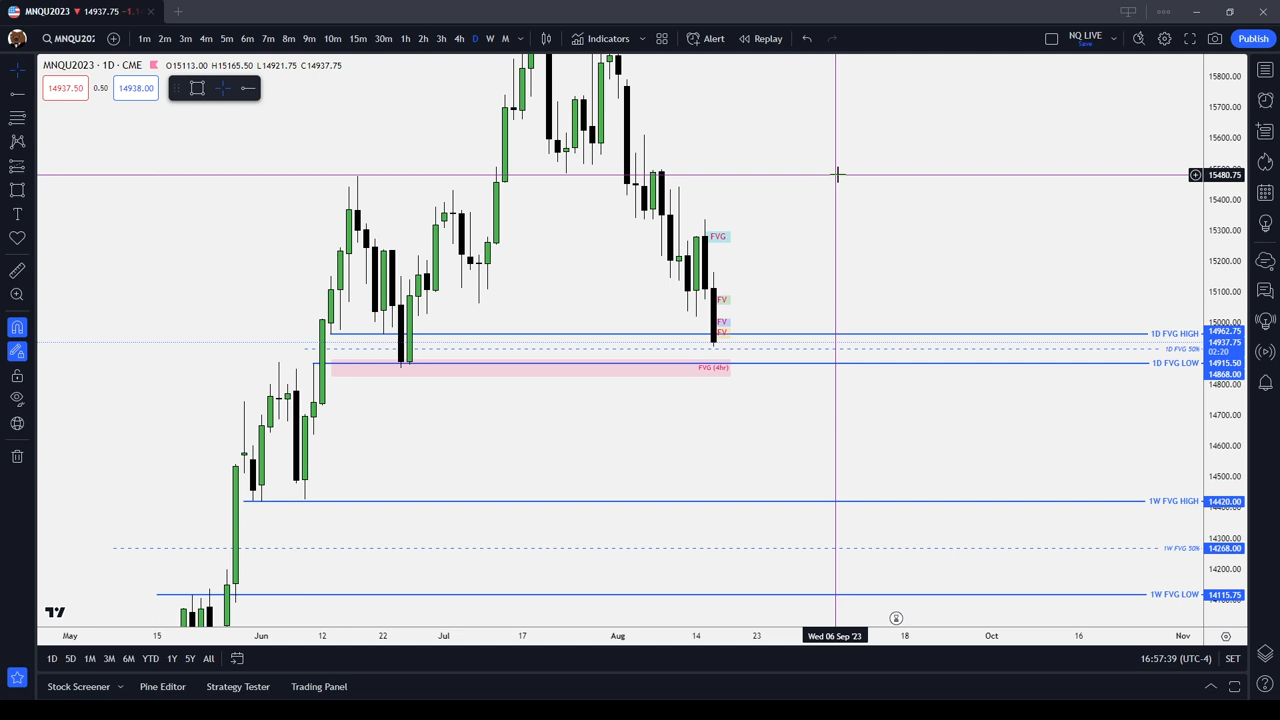 MNQU2023 ▼ 14937.75
MNQU202 1m 2m 3m 4m 5m 6m 7m 8m 9m 10m 15m 30m 1h 2h 3h 4h D W M Indicators Alert Replay NQ LIVE Save Publish
MNQU2023 · 1D · CME O15113.00 H15165.50 L14921.75 C14937.75
14937.50 0.50 14938.00
15800.00
15700.00
15600.00
15480.75
15400.00
15300.00
15200.00
15100.00
15000.00
FVG
FV
FV
FV
1D FVG HIGH 14962.75
14937.75
02:20
1D FVG 50% 14915.50
1D FVG LOW 14868.00
FVG (4hr)
14800.00
14700.00
14600.00
14500.00
1W FVG HIGH 14420.00
14400.00
14300.00
1W FVG 50% 14268.00
14200.00
1W FVG LOW 14115.75
May 15 Jun 12 22 Jul 17 Aug 14 23 Wed 06 Sep '23 18 Oct 16 Nov
1D 5D 1M 3M 6M YTD 1Y 5Y All 16:57:39 (UTC-4) SET
Stock Screener Pine Editor Strategy Tester Trading Panel